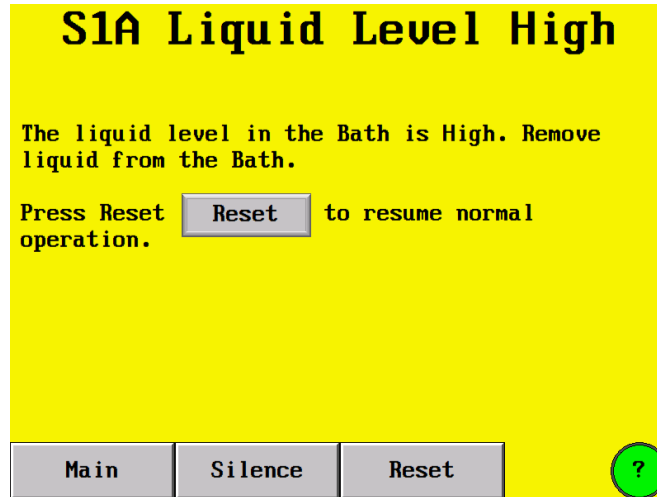 S1A Liquid Level High
The liquid level in the Bath is High. Remove
liquid from the Bath.
Press Reset Reset to resume normal
operation.
Main Silence Reset ?